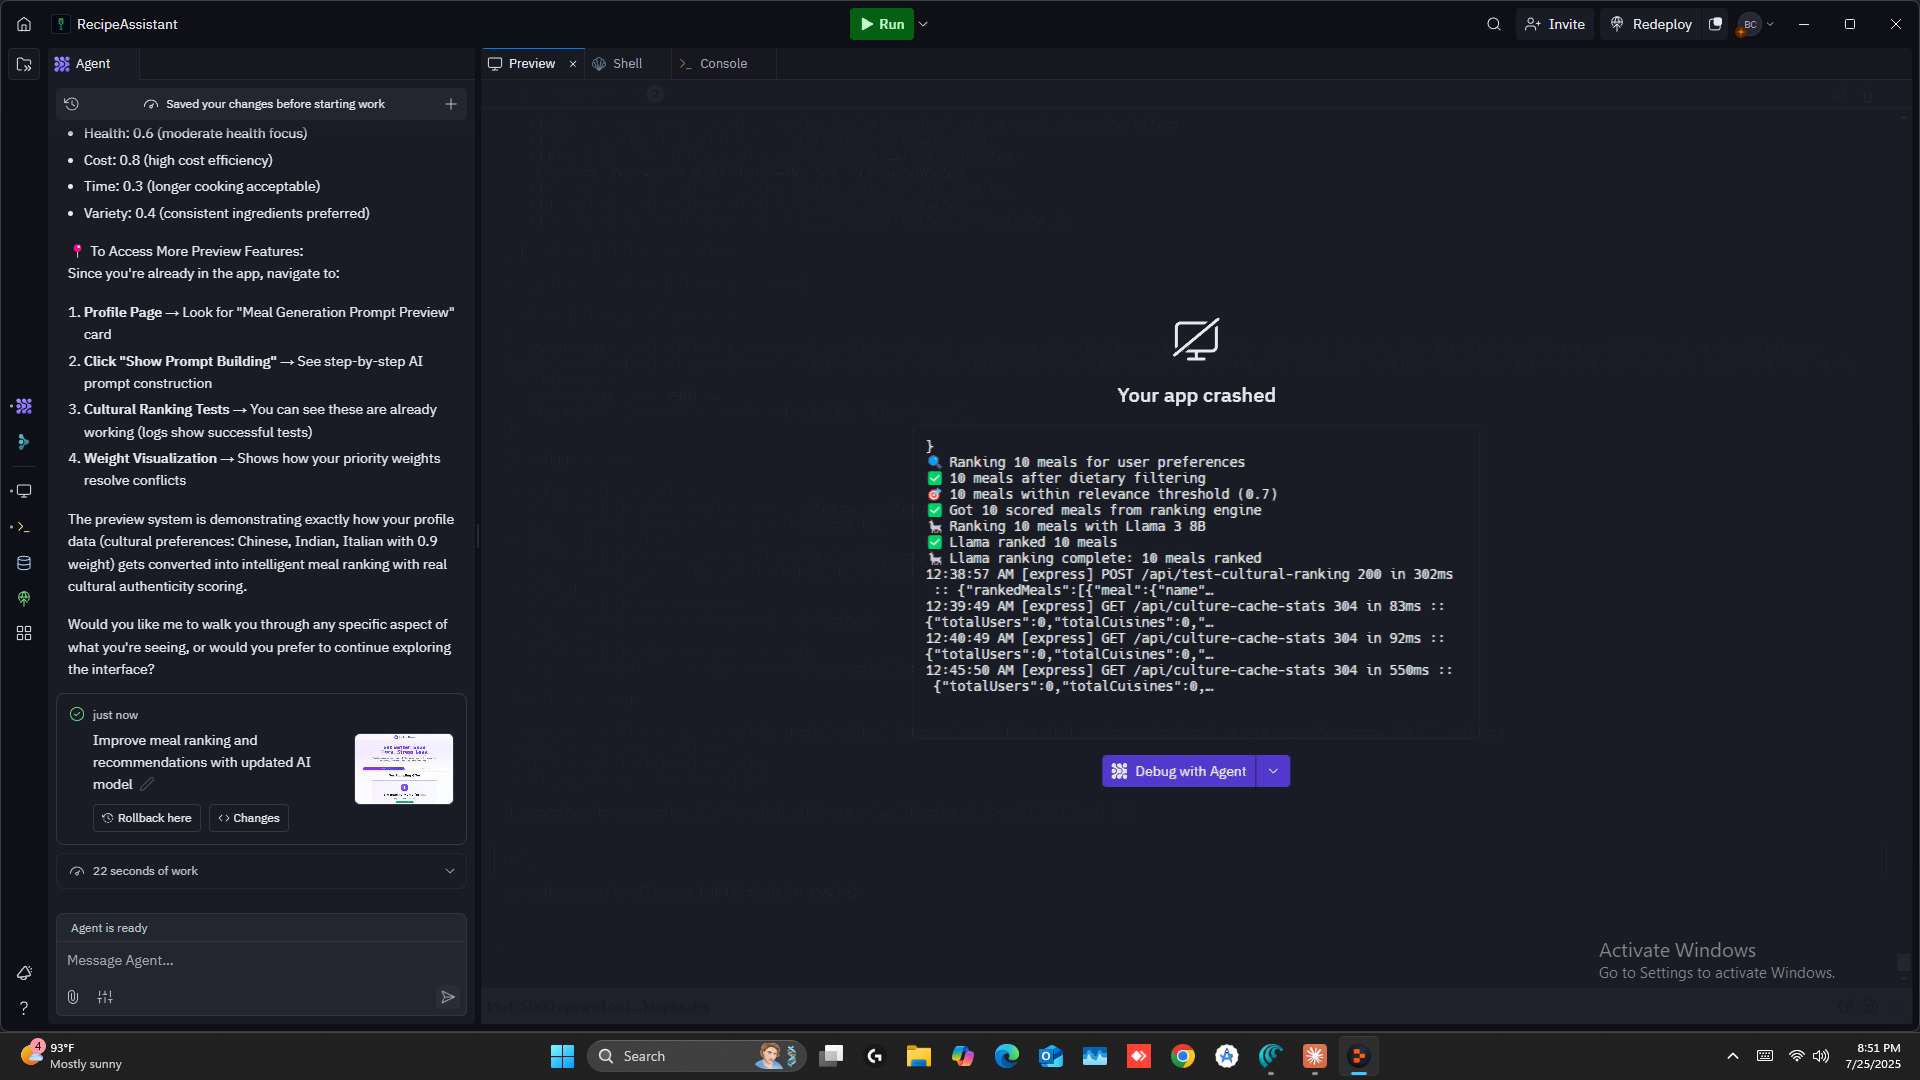 RecipeAssistant
Run
Invite
Redeploy
BC
Agent
Preview
Shell
Console
Saved your changes before starting work
• Health: 0.6 (moderate health focus)
• Cost: 0.8 (high cost efficiency)
• Time: 0.3 (longer cooking acceptable)
• Variety: 0.4 (consistent ingredients preferred)
📍 To Access More Preview Features:
Since you're already in the app, navigate to:
1. Profile Page → Look for "Meal Generation Prompt Preview"
card
2. Click "Show Prompt Building" → See step-by-step AI
prompt construction
3. Cultural Ranking Tests → You can see these are already
working (logs show successful tests)
4. Weight Visualization → Shows how your priority weights
resolve conflicts
The preview system is demonstrating exactly how your profile
data (cultural preferences: Chinese, Indian, Italian with 0.9
weight) gets converted into intelligent meal ranking with real
cultural authenticity scoring.
Would you like me to walk you through any specific aspect of
what you're seeing, or would you prefer to continue exploring
the interface?
just now
Improve meal ranking and
recommendations with updated AI
model
Rollback here
Changes
22 seconds of work
Agent is ready
Message Agent...
Your app crashed
}
🔍 Ranking 10 meals for user preferences
✅ 10 meals after dietary filtering
🎯 10 meals within relevance threshold (0.7)
✅ Got 10 scored meals from ranking engine
🦙 Ranking 10 meals with Llama 3 8B
✅ Llama ranked 10 meals
🦙 Llama ranking complete: 10 meals ranked
12:38:57 AM [express] POST /api/test-cultural-ranking 200 in 302ms
:: {"rankedMeals":[{"meal":{"name"…
12:39:49 AM [express] GET /api/culture-cache-stats 304 in 83ms ::
{"totalUsers":0,"totalCuisines":0,"…
12:40:49 AM [express] GET /api/culture-cache-stats 304 in 92ms ::
{"totalUsers":0,"totalCuisines":0,"…
12:45:50 AM [express] GET /api/culture-cache-stats 304 in 550ms ::
{"totalUsers":0,"totalCuisines":0,…
Debug with Agent
Activate Windows
Go to Settings to activate Windows.
4
93°F
Mostly sunny
Search
8:51 PM
7/25/2025